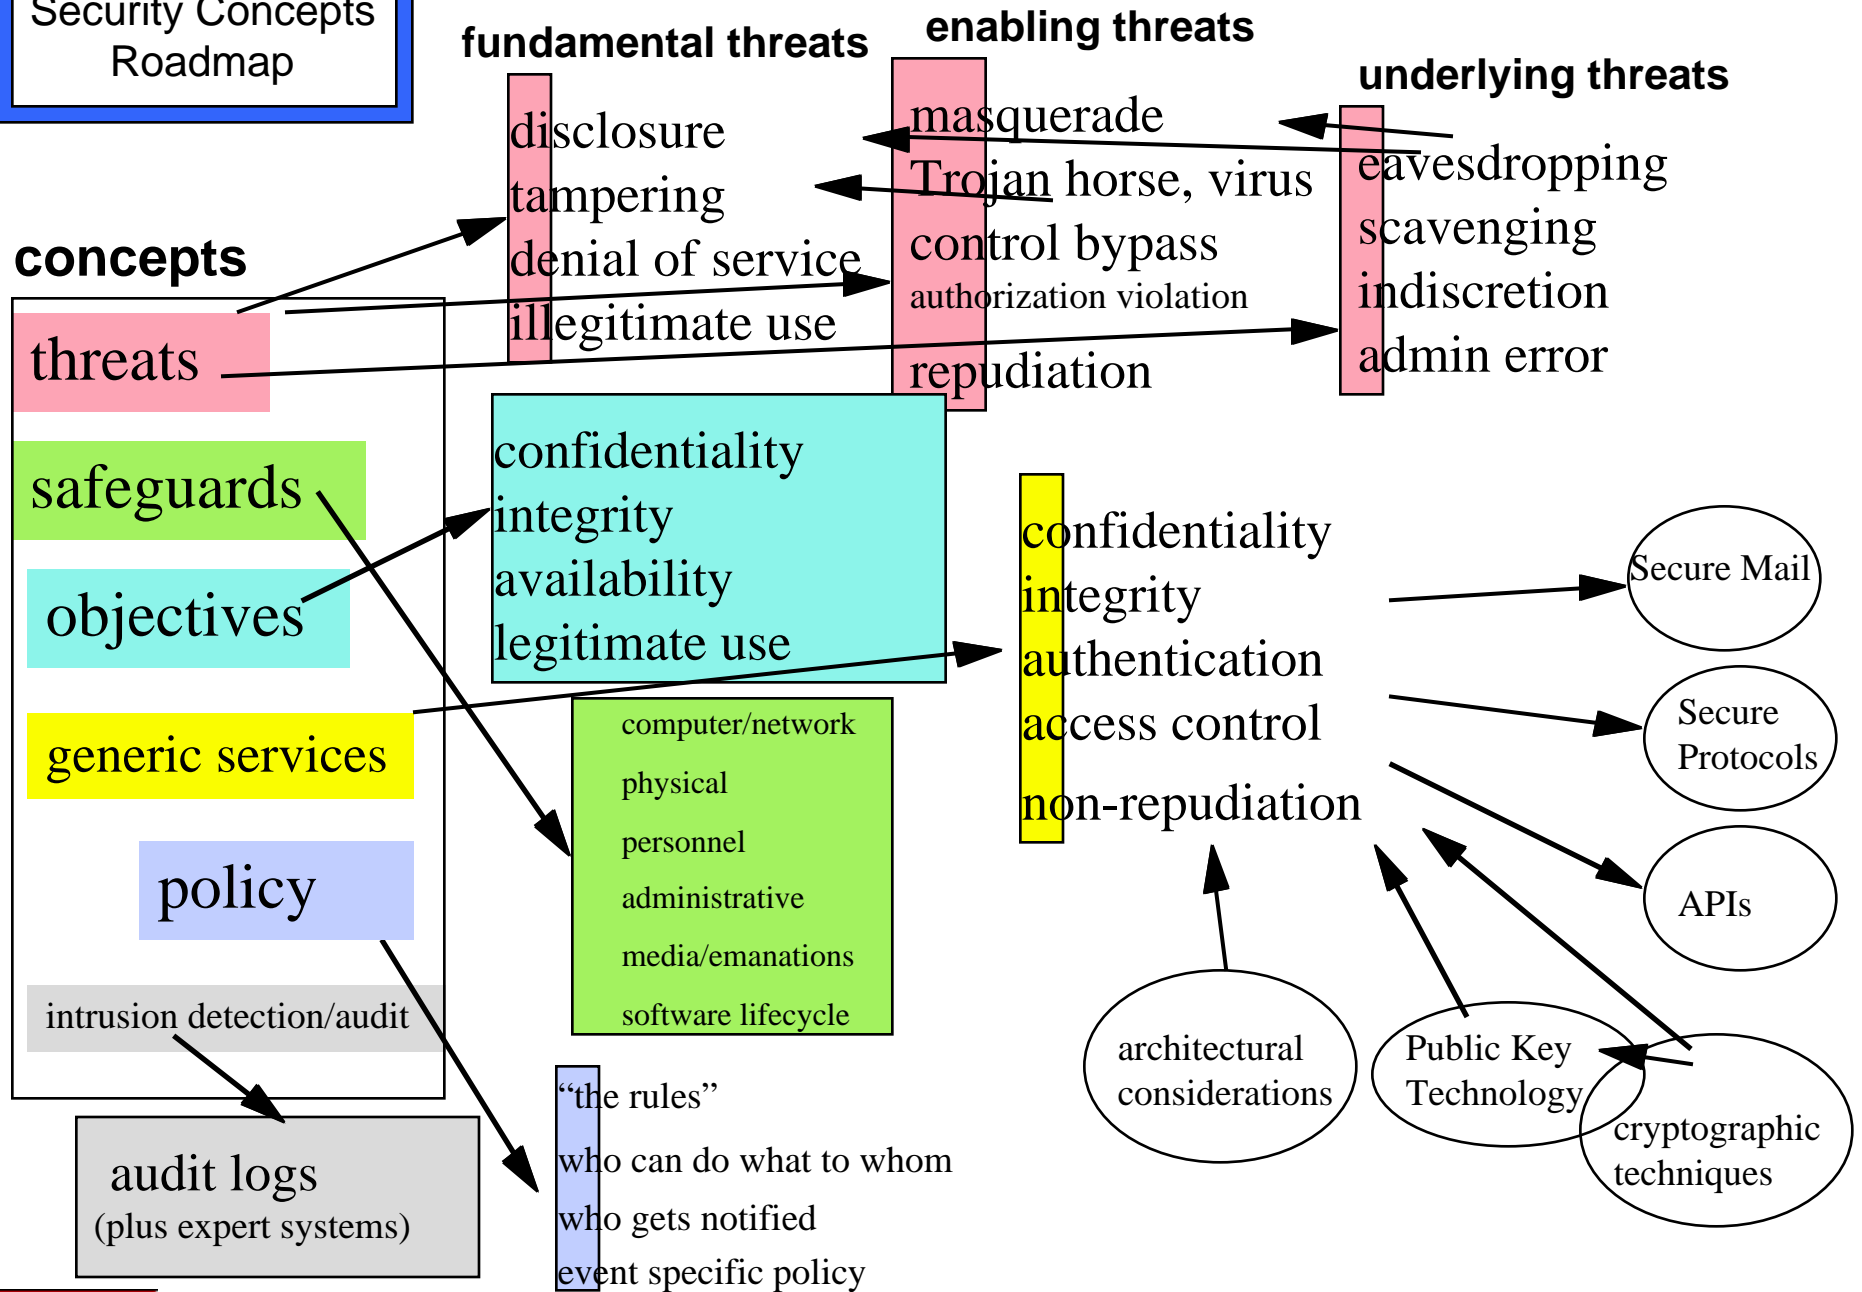 Security Concepts
Roadmap
fundamental threats
enabling threats
underlying threats
disclosure
tampering
denial of service
illegitimate use
masquerade
Trojan horse, virus
control bypass
authorization violation
repudiation
eavesdropping
scavenging
indiscretion
admin error
concepts
threats
safeguards
objectives
generic services
policy
intrusion detection/audit
confidentiality
integrity
availability
legitimate use
computer/network
physical
personnel
administrative
media/emanations
software lifecycle
confidentiality
integrity
authentication
access control
non-repudiation
Secure Mail
Secure
Protocols
APIs
architectural
considerations
Public Key
Technology
cryptographic
techniques
audit logs
(plus expert systems)
“the rules”
who can do what to whom
who gets notified
event specific policy